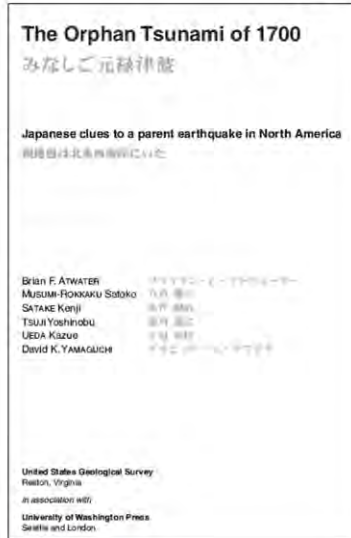 The Orphan Tsunami of 1700
みなしご元禄津波
Japanese clues to a parent earthquake in North America
Brian F. ATWATER
MUSUMI-ROKKAKU Satoko
SATAKE Kenji
TSUJI Yoshinobu
UEDA Kazue
David K. YAMAGUCHI
United States Geological Survey
Reston, Virginia
in association with
University of Washington Press
Seattle and London